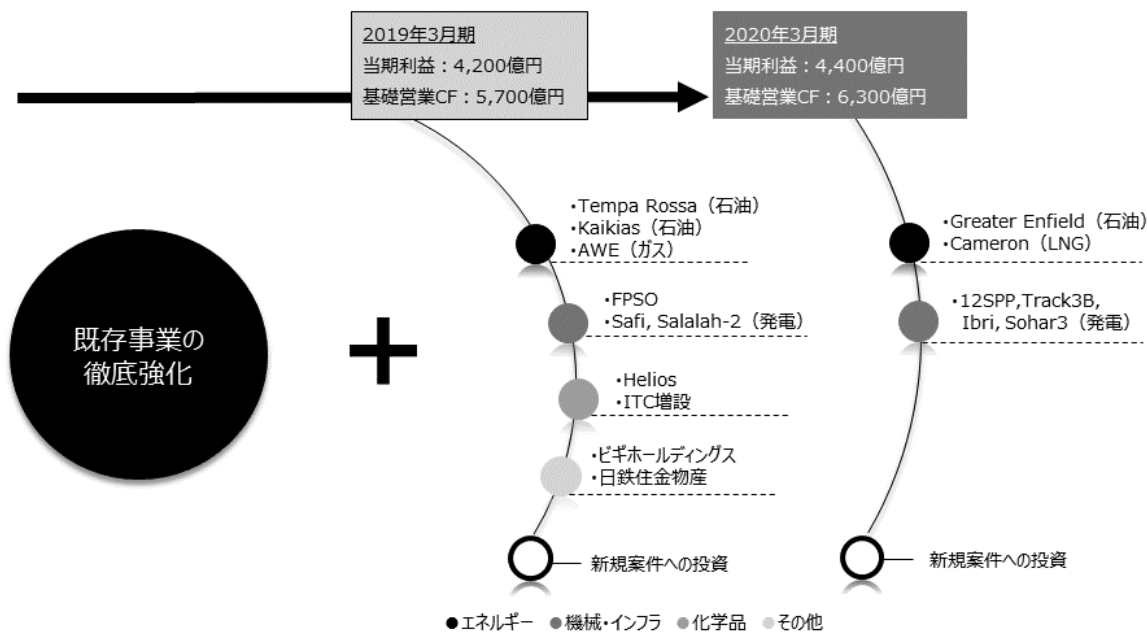 2019年3月期
当期利益：4,200億円
基礎営業CF：5,700億円
2020年3月期
当期利益：4,400億円
基礎営業CF：6,300億円
既存事業の
徹底強化
+
・Tempa Rossa（石油）
・Kaikias（石油）
・AWE（ガス）
・FPSO
・Safi, Salalah-2（発電）
・Helios
・ITC増設
・ビギホールディングス
・日鉄住金物産
新規案件への投資
・Greater Enfield（石油）
・Cameron（LNG）
・12SPP,Track3B,
Ibri, Sohar3（発電）
新規案件への投資
●エネルギー ●機械・インフラ ●化学品 ●その他